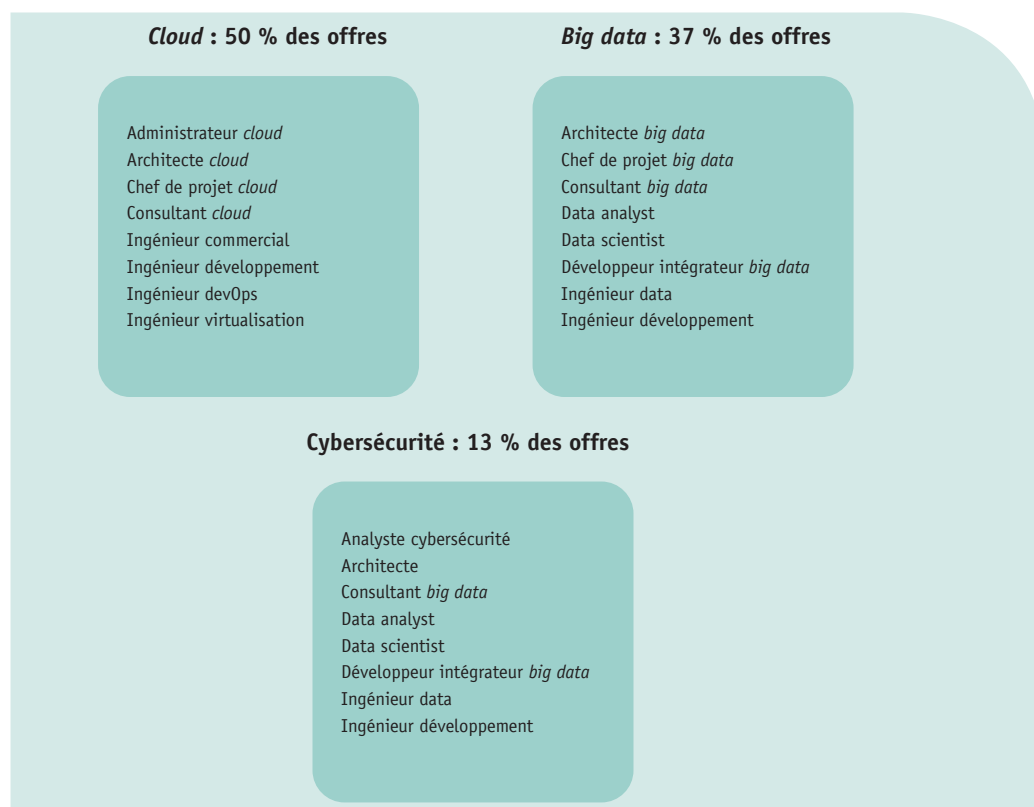 Cloud : 50 % des offres
Administrateur cloud
Architecte cloud
Chef de projet cloud
Consultant cloud
Ingénieur commercial
Ingénieur développement
Ingénieur devOps
Ingénieur virtualisation
Big data : 37 % des offres
Architecte big data
Chef de projet big data
Consultant big data
Data analyst
Data scientist
Développeur intégrateur big data
Ingénieur data
Ingénieur développement
Cybersécurité : 13 % des offres
Analyste cybersécurité
Architecte
Consultant big data
Data analyst
Data scientist
Développeur intégrateur big data
Ingénieur data
Ingénieur développement